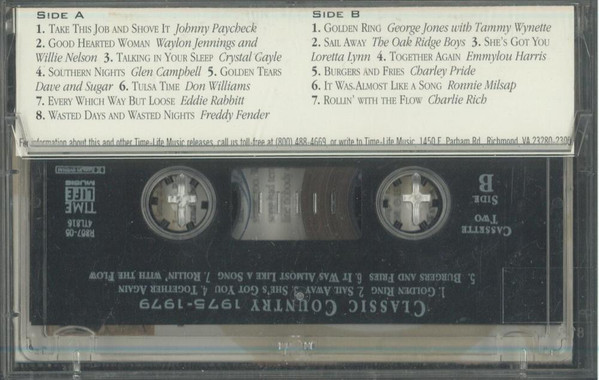 SIDE A
1. TAKE THIS JOB AND SHOVE IT Johnny Paycheck
2. GOOD HEARTED WOMAN Waylon Jennings and
Willie Nelson 3. TALKING IN YOUR SLEEP Crystal Gayle
4. SOUTHERN NIGHTS Glen Campbell 5. GOLDEN TEARS
Dave and Sugar 6. TULSA TIME Don Williams
7. EVERY WHICH WAY BUT LOOSE Eddie Rabbitt
8. WASTED DAYS AND WASTED NIGHTS Freddy Fender
SIDE B
1. GOLDEN RING George Jones with Tammy Wynette
2. SAIL AWAY The Oak Ridge Boys 3. SHE'S GOT YOU
Loretta Lynn 4. TOGETHER AGAIN Emmylou Harris
5. BURGERS AND FRIES Charley Pride
6. IT WAS ALMOST LIKE A SONG Ronnie Milsap
7. ROLLIN' WITH THE FLOW Charlie Rich
For information about this and other Time-Life Music releases, call us toll-free at (800) 488-4669, or write to Time-Life Music, 1450 E. Parham Rd., Richmond, VA 23280-2300
CLASSIC COUNTRY 1975-1979
1. GOLDEN RING 2. SAIL AWAY 3. SHE'S GOT YOU 4. TOGETHER AGAIN
5. BURGERS AND FRIES 6. IT WAS ALMOST LIKE A SONG 7. ROLLIN' WITH THE FLOW
CASSETTE
TWO
SIDE
B
R867-05
4TL816
TIME
LIFE
MUSIC